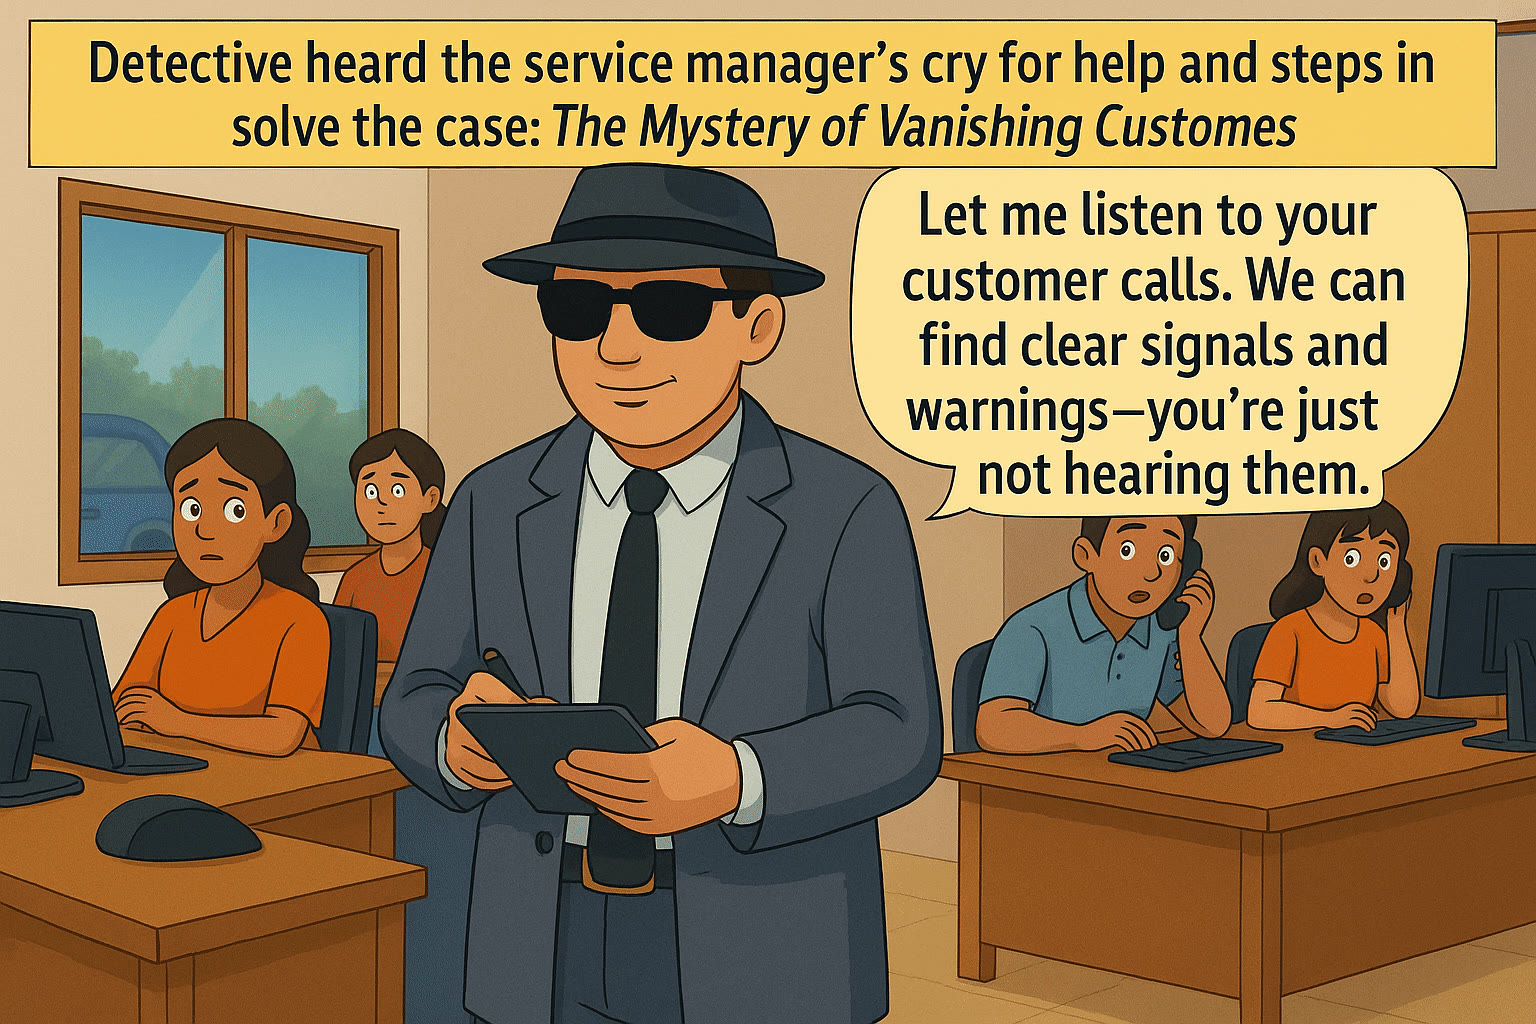 Detective heard the service manager's cry for help and steps in
solve the case: The Mystery of Vanishing Customes
Let me listen to your
customer calls. We can
find clear signals and
warnings—you're just
not hearing them.